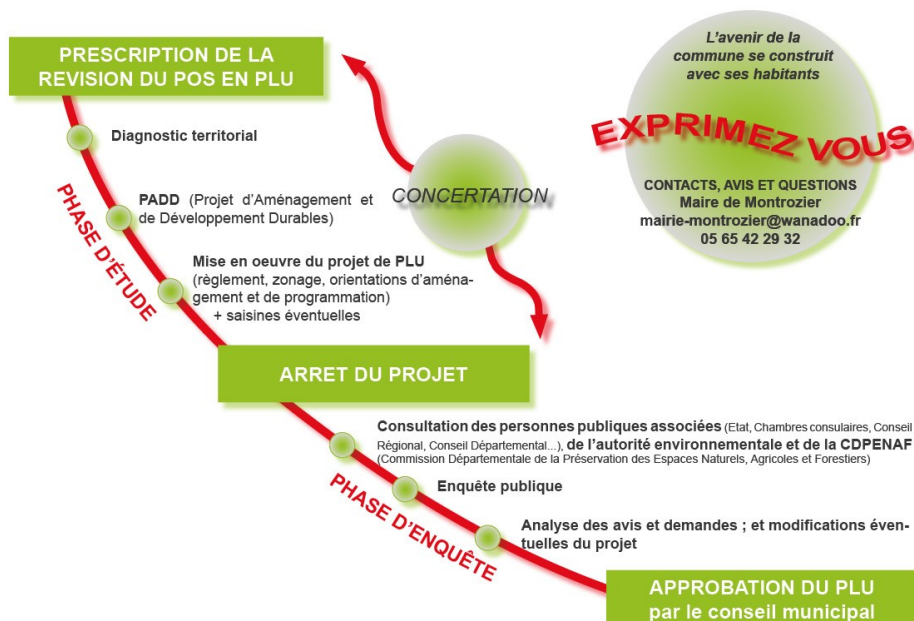 PRESCRIPTION DE LA
REVISION DU POS EN PLU
Diagnostic territorial
PADD (Projet d'Aménagement et
de Développement Durables)
Mise en oeuvre du projet de PLU
(règlement, zonage, orientations d'aména-
gement et de programmation)
+ saisines éventuelles
PHASE D'ÉTUDE
CONCERTATION
L'avenir de la
commune se construit
avec ses habitants
EXPRIMEZ VOUS
CONTACTS, AVIS ET QUESTIONS
Maire de Montrozier
mairie-montrozier@wanadoo.fr
05 65 42 29 32
ARRET DU PROJET
Consultation des personnes publiques associées (Etat, Chambres consulaires, Conseil
Régional, Conseil Départemental...), de l'autorité environnementale et de la CDPENAF
(Commission Départementale de la Préservation des Espaces Naturels, Agricoles et Forestiers)
Enquête publique
Analyse des avis et demandes ; et modifications éven-
tuelles du projet
PHASE D'ENQUÊTE
APPROBATION DU PLU
par le conseil municipal